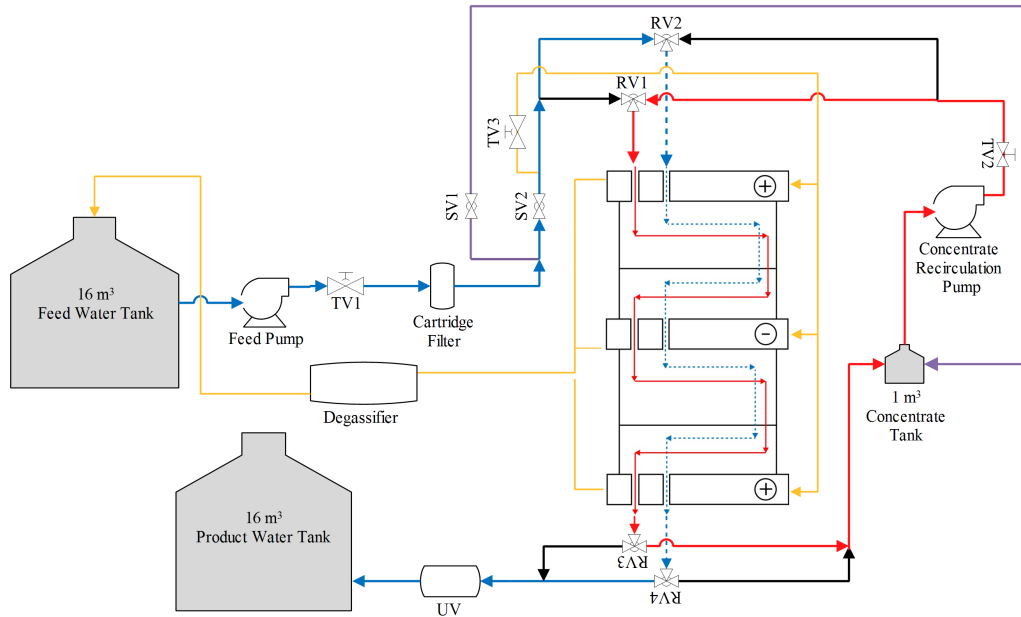 RV2
RV1
TV3
TV2
SV1
SV2
+
16 m³
Feed Water Tank
Feed Pump
TV1
Cartridge
Filter
Concentrate
Recirculation
Pump
−
Degassifier
1 m³
Concentrate
Tank
+
16 m³
Product Water Tank
RV3
RV4
UV